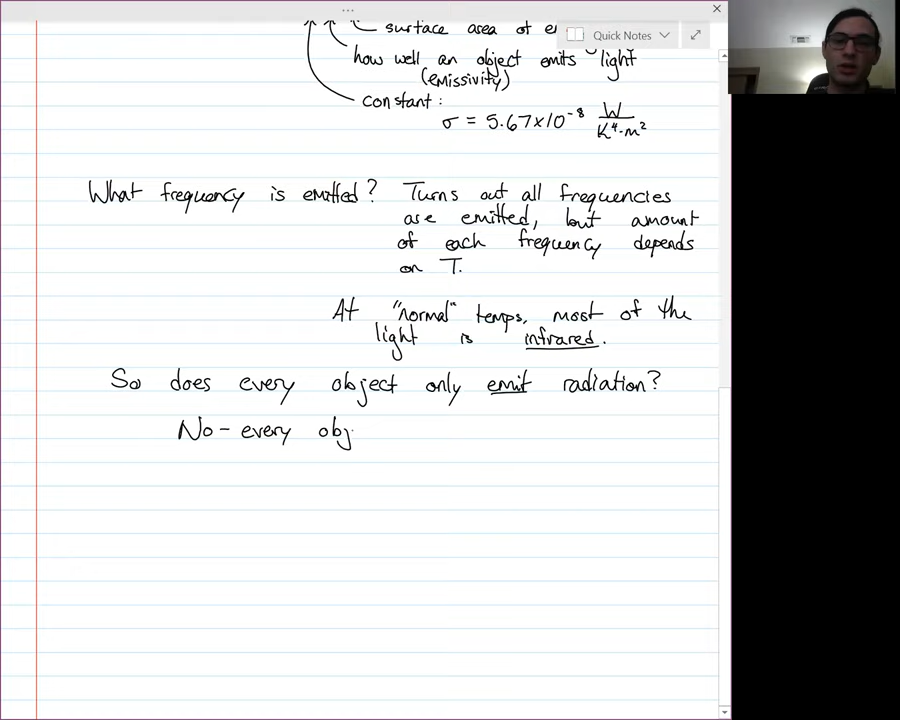 surface area of
Quick Notes
how well an object emits light
(emissivity)
constant:
σ = 5.67x10⁻⁸ W / K⁴·m²
What frequency is emitted? Turns out all frequencies
are emitted, but amount
of each frequency depends
on T.
At "normal" temps, most of the
light is infrared.
So does every object only emit radiation?
No - every obj